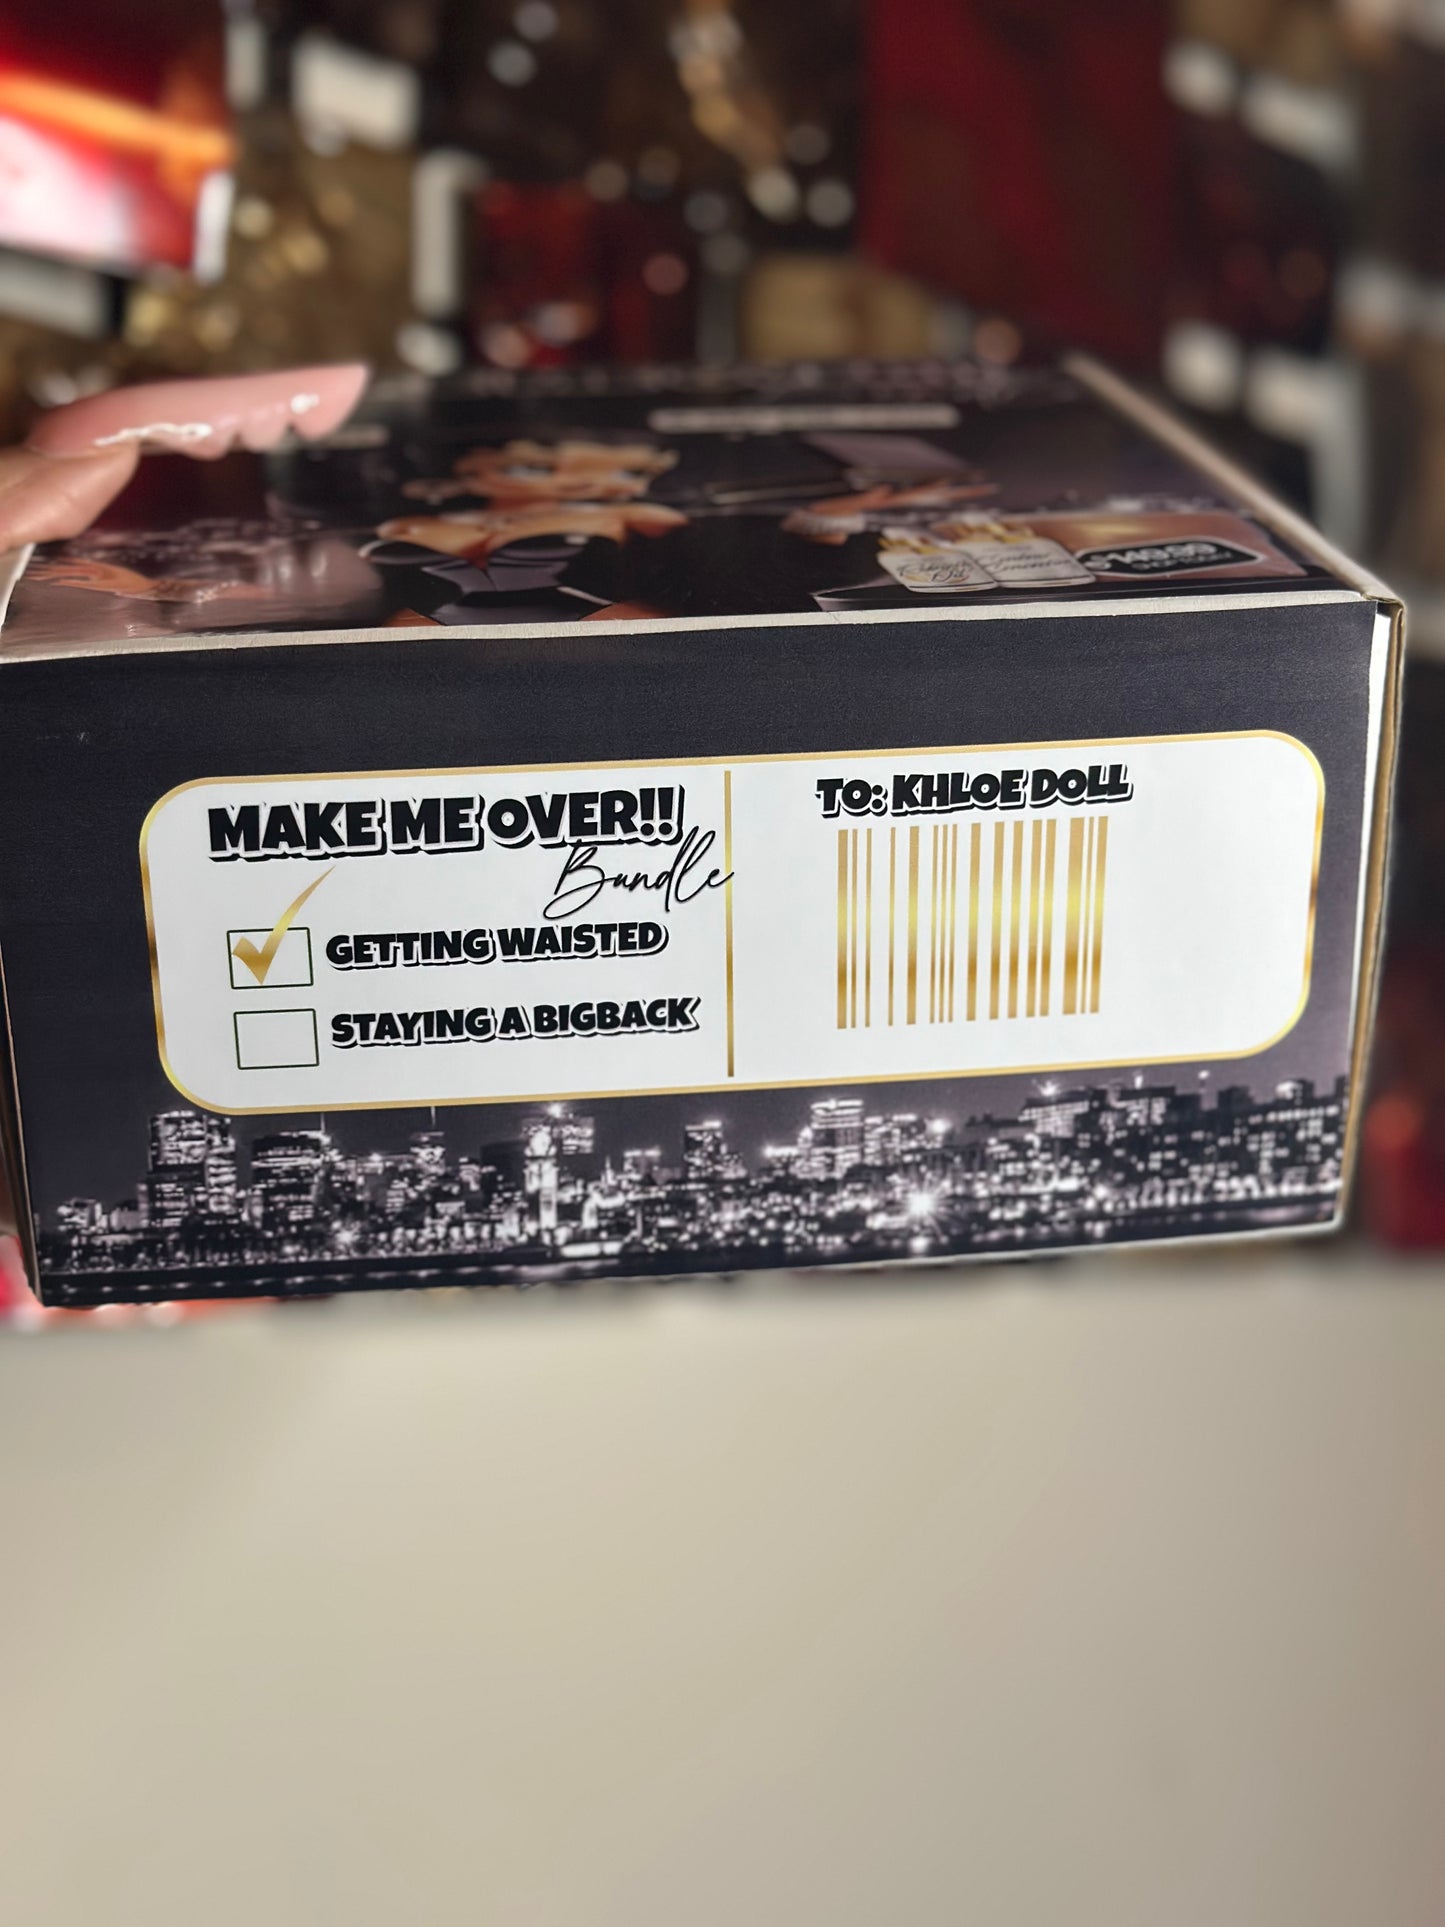 MAKE ME OVER!!
Bundle
GETTING WAISTED
STAYING A BIGBACK
TO: KHLOE DOLL